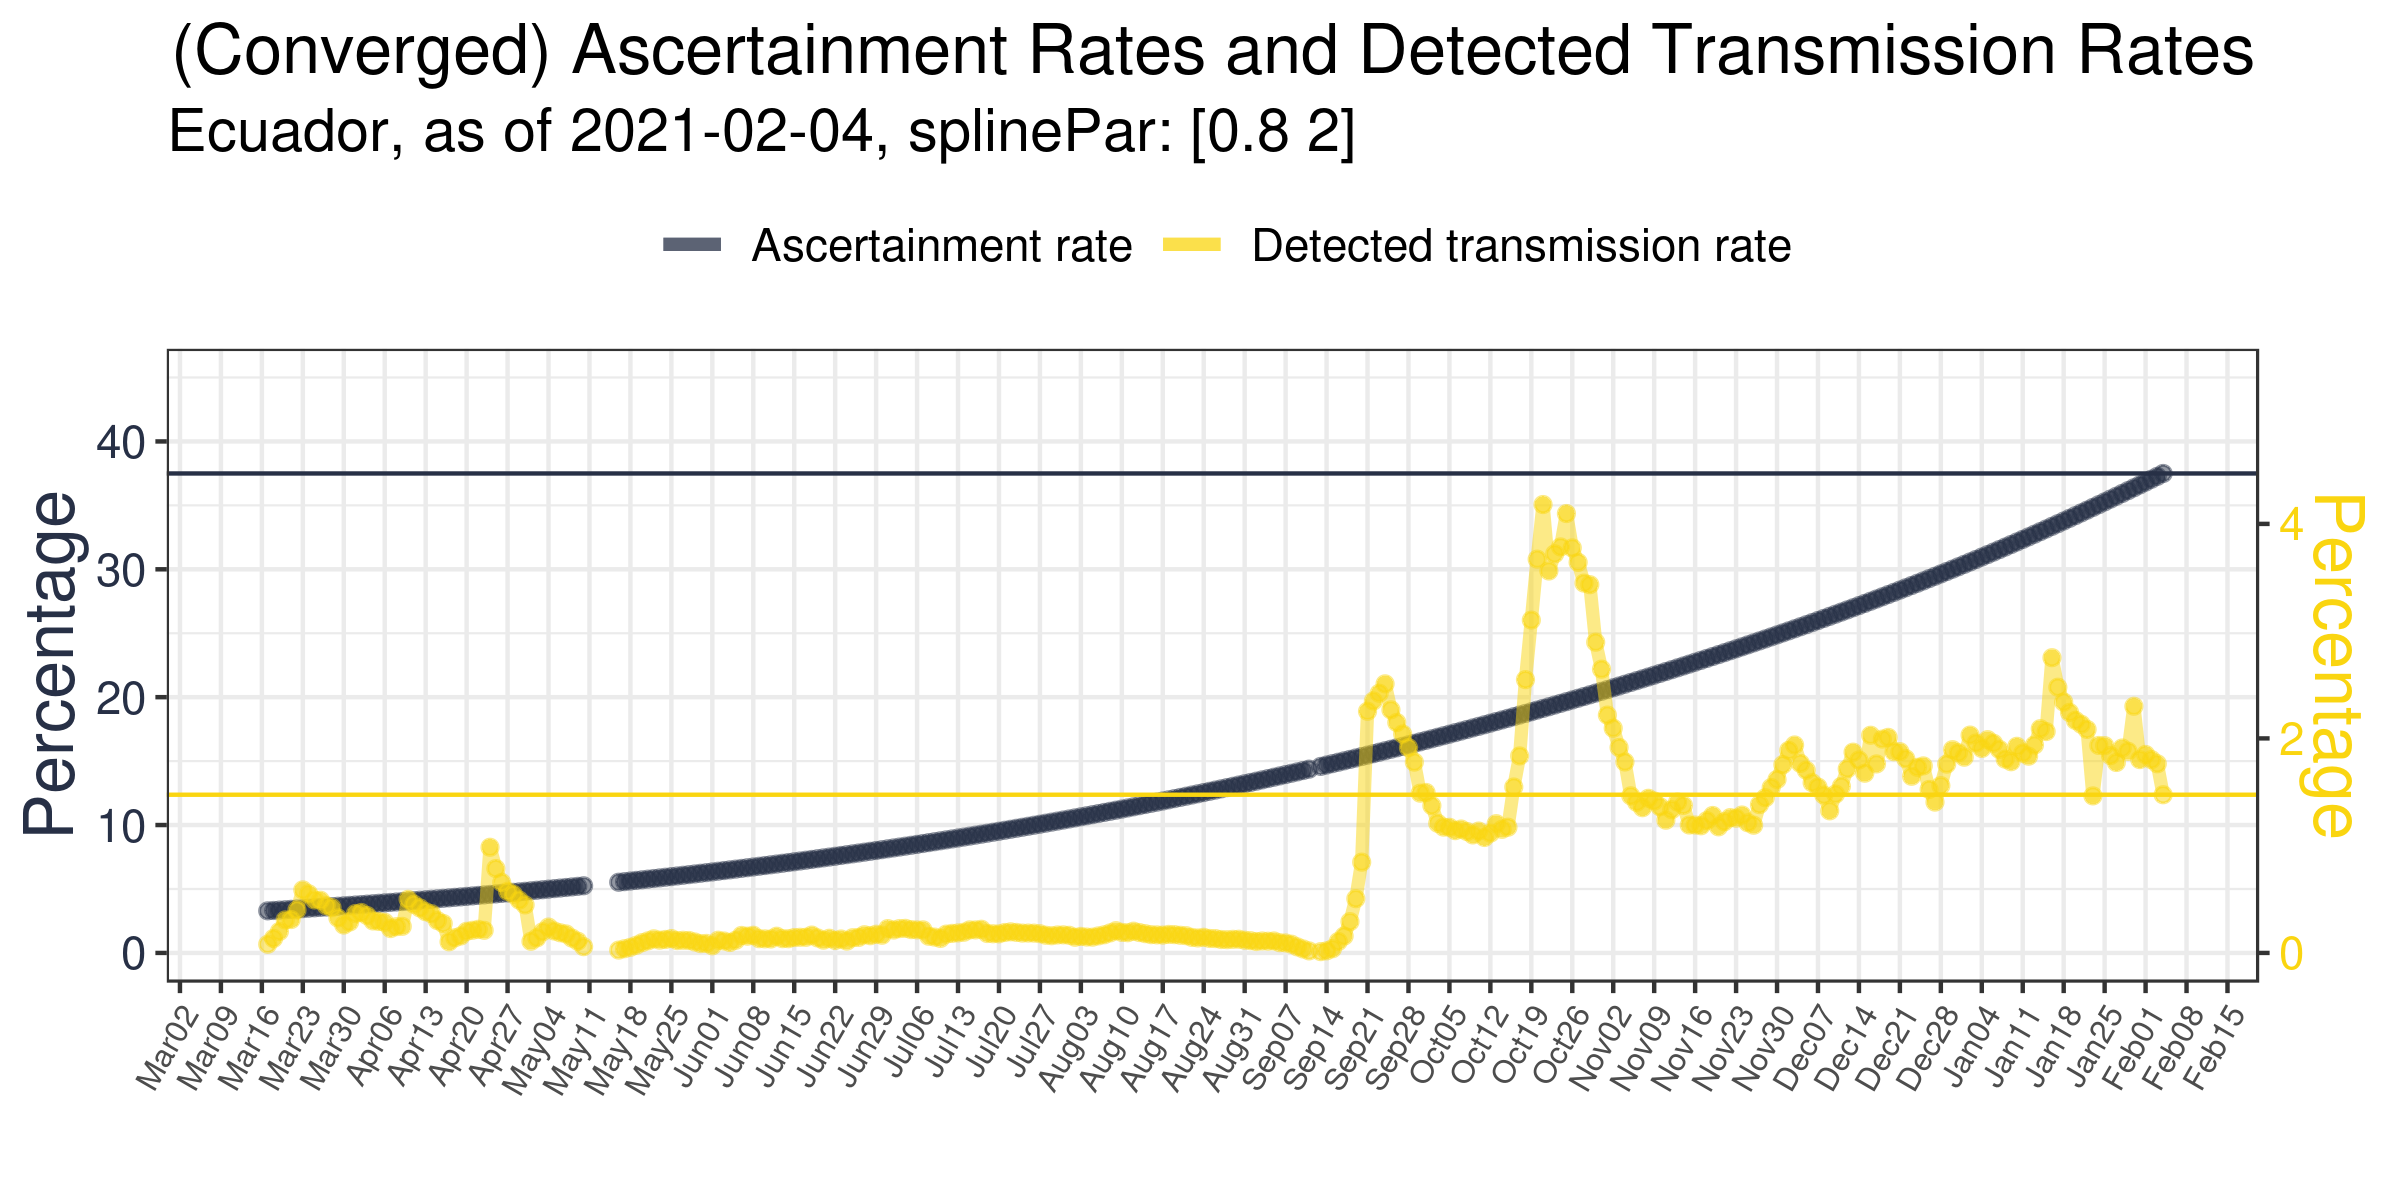 (Converged) Ascertainment Rates and Detected Transmission Rates
Ecuador, as of 2021-02-04, splinePar: [0.8 2]
Ascertainment rate
Detected transmission rate
Percentage
40
30
20
10
0
4
2
0
Percentage
Mar02
Mar09
Mar16
Mar23
Mar30
Apr06
Apr13
Apr20
Apr27
May04
May11
May18
May25
Jun01
Jun08
Jun15
Jun22
Jun29
Jul06
Jul13
Jul20
Jul27
Aug03
Aug10
Aug17
Aug24
Aug31
Sep07
Sep14
Sep21
Sep28
Oct05
Oct12
Oct19
Oct26
Nov02
Nov09
Nov16
Nov23
Nov30
Dec07
Dec14
Dec21
Dec28
Jan04
Jan11
Jan18
Jan25
Feb01
Feb08
Feb15